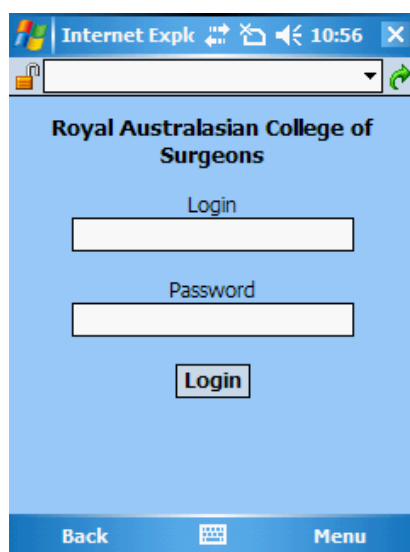 Internet Explc 10:56
Royal Australasian College of
Surgeons
Login
Password
Login
Back Menu